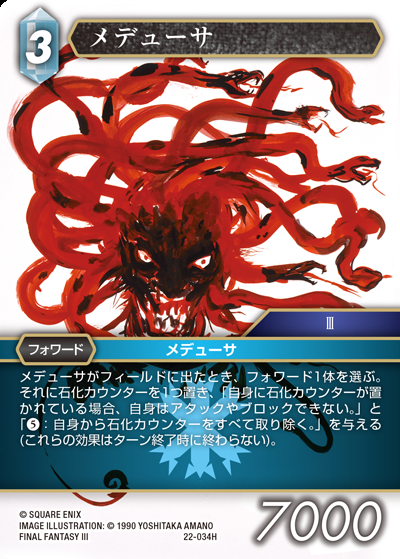 3
メデューサ
III
フォワード
メデューサ
メデューサがフィールドに出たとき、フォワード1体を選ぶ。
それに石化カウンターを1つ置き、「自身に石化カウンターが置
かれている場合、自身はアタックやブロックできない。」と
「❺：自身から石化カウンターをすべて取り除く。」を与える
(これらの効果はターン終了時に終わらない)。
© SQUARE ENIX
IMAGE ILLUSTRATION: © 1990 YOSHITAKA AMANO
FINAL FANTASY III
22-034H
7000